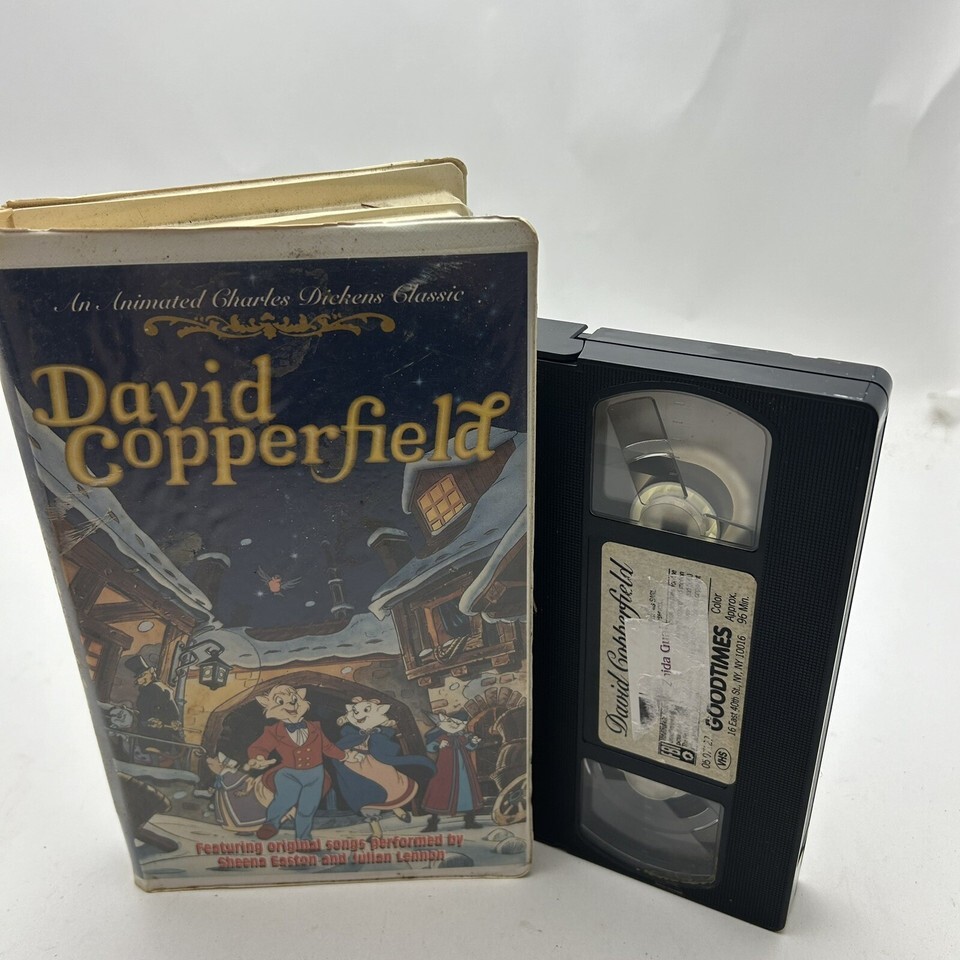 An Animated Charles Dickens Classic
David
Copperfield
Featuring original songs performed by
Sheena Easton and Julian Lennon
David Copperfield
GOODTIMES
16 East 40th St., NY, NY 10016
Color
Approx.
96 Min.
VHS